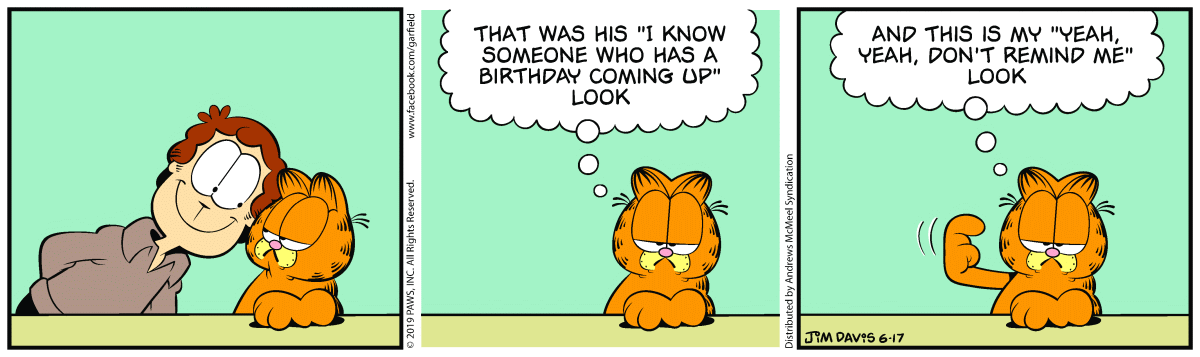 www.facebook.com/garfield
© 2019 PAWS, INC. All Rights Reserved.
THAT WAS HIS "I KNOW
SOMEONE WHO HAS A
BIRTHDAY COMING UP"
LOOK
Distributed by Andrews McMeel Syndication
AND THIS IS MY "YEAH,
YEAH, DON'T REMIND ME"
LOOK
JIM DAVIS 6-17